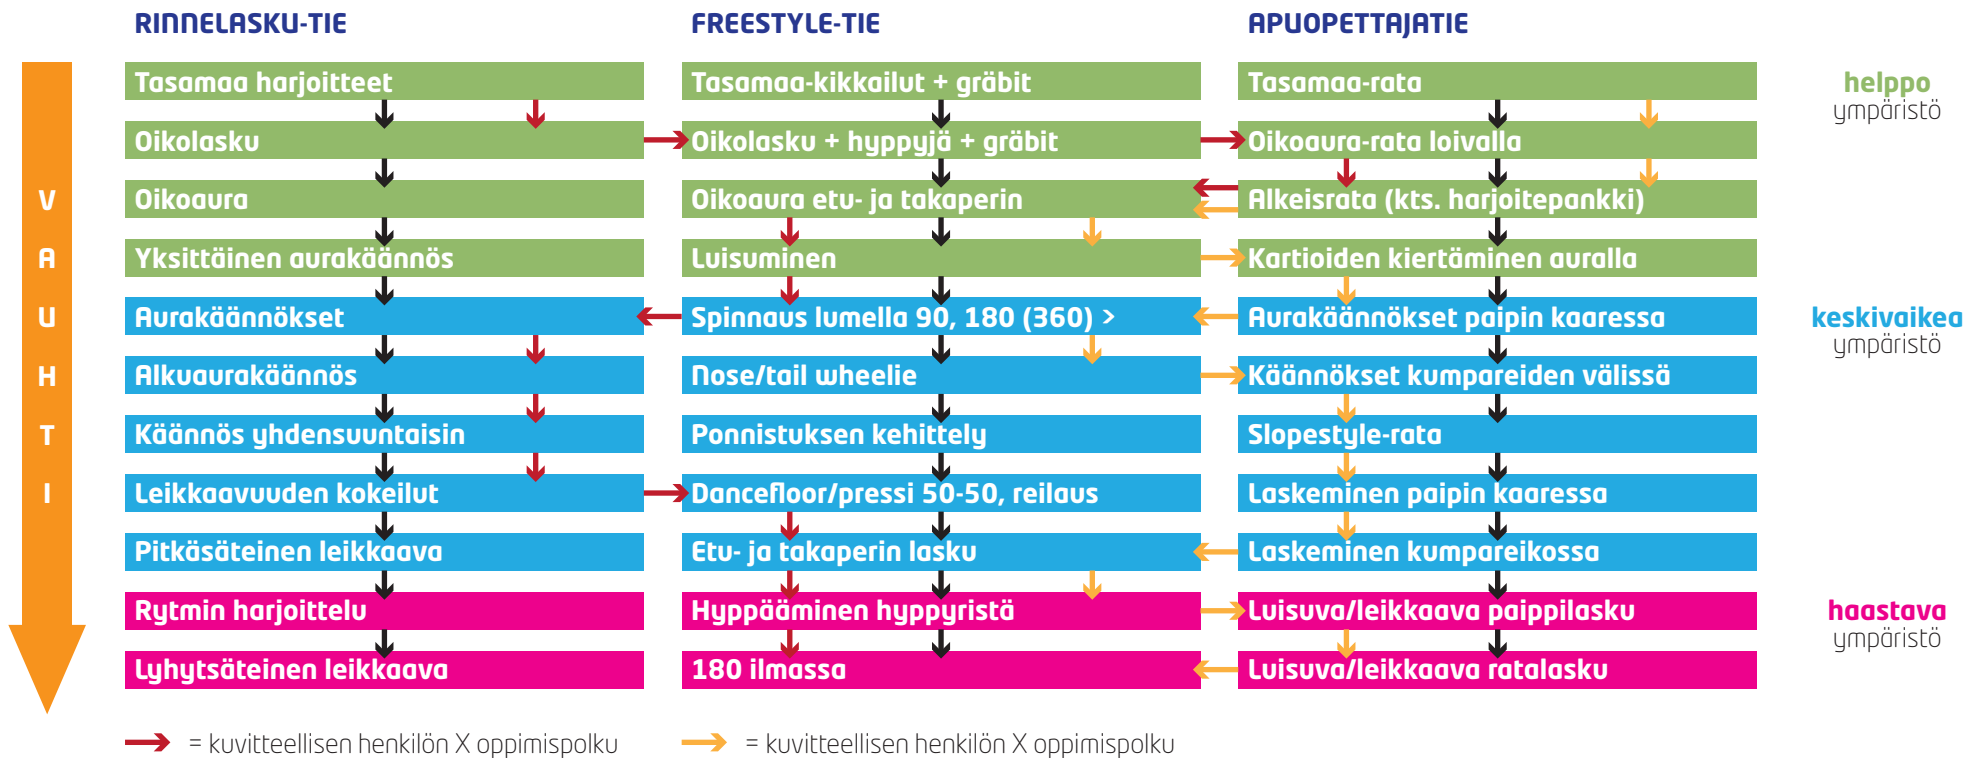 RINNELASKU-TIE
FREESTYLE-TIE
APUOPETTAJATIE
VAUHTI
Tasamaa harjoitteet
Tasamaa-kikkailut + gräbit
Tasamaa-rata
helppo
ympäristö
Oikolasku
Oikolasku + hyppyjä + gräbit
Oikoaura-rata loivalla
Oikoaura
Oikoaura etu- ja takaperin
Alkeisrata (kts. harjoitepankki)
Yksittäinen aurakäännös
Luisuminen
Kartioiden kiertäminen auralla
Aurakäännökset
Spinnaus lumella 90, 180 (360) >
Aurakäännökset paipin kaaressa
keskivaikea
ympäristö
Alkuaurakäännös
Nose/tail wheelie
Käännökset kumpareiden välissä
Käännös yhdensuuntaisin
Ponnistuksen kehittely
Slopestyle-rata
Leikkaavuuden kokeilut
Dancefloor/pressi 50-50, reilaus
Laskeminen paipin kaaressa
Pitkäsäteinen leikkaava
Etu- ja takaperin lasku
Laskeminen kumpareikossa
Rytmin harjoittelu
Hyppääminen hyppyristä
Luisuva/leikkaava paippilasku
haastava
ympäristö
Lyhytsäteinen leikkaava
180 ilmassa
Luisuva/leikkaava ratalasku
= kuvitteellisen henkilön X oppimispolku
= kuvitteellisen henkilön X oppimispolku